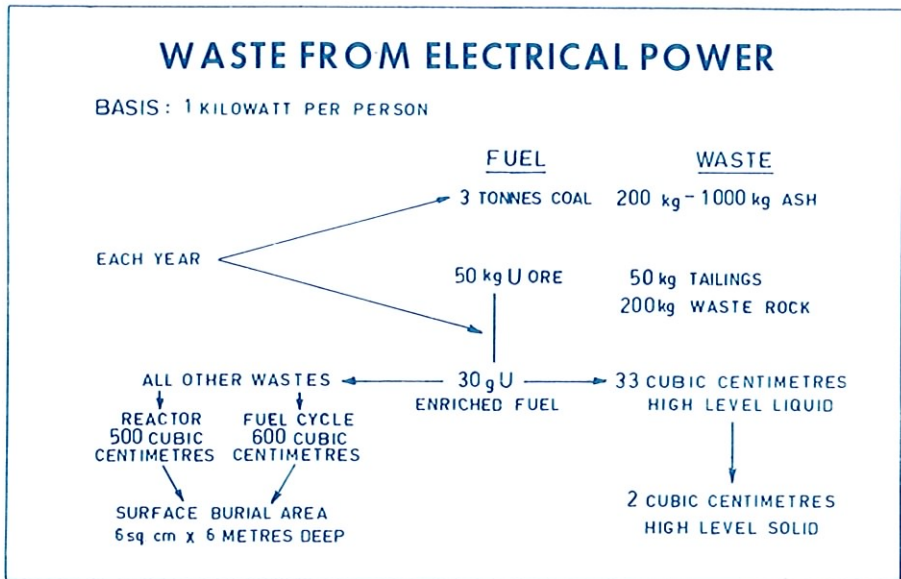 WASTE FROM ELECTRICAL POWER
BASIS: 1 KILOWATT PER PERSON
FUEL WASTE
3 TONNES COAL 200 kg - 1000 kg ASH
EACH YEAR
50 kg U ORE 50 kg TAILINGS
200kg WASTE ROCK
ALL OTHER WASTES 30 g U 33 CUBIC CENTIMETRES
ENRICHED FUEL HIGH LEVEL LIQUID
REACTOR FUEL CYCLE
500 CUBIC 600 CUBIC
CENTIMETRES CENTIMETRES
SURFACE BURIAL AREA
6 sq cm x 6 METRES DEEP
2 CUBIC CENTIMETRES
HIGH LEVEL SOLID